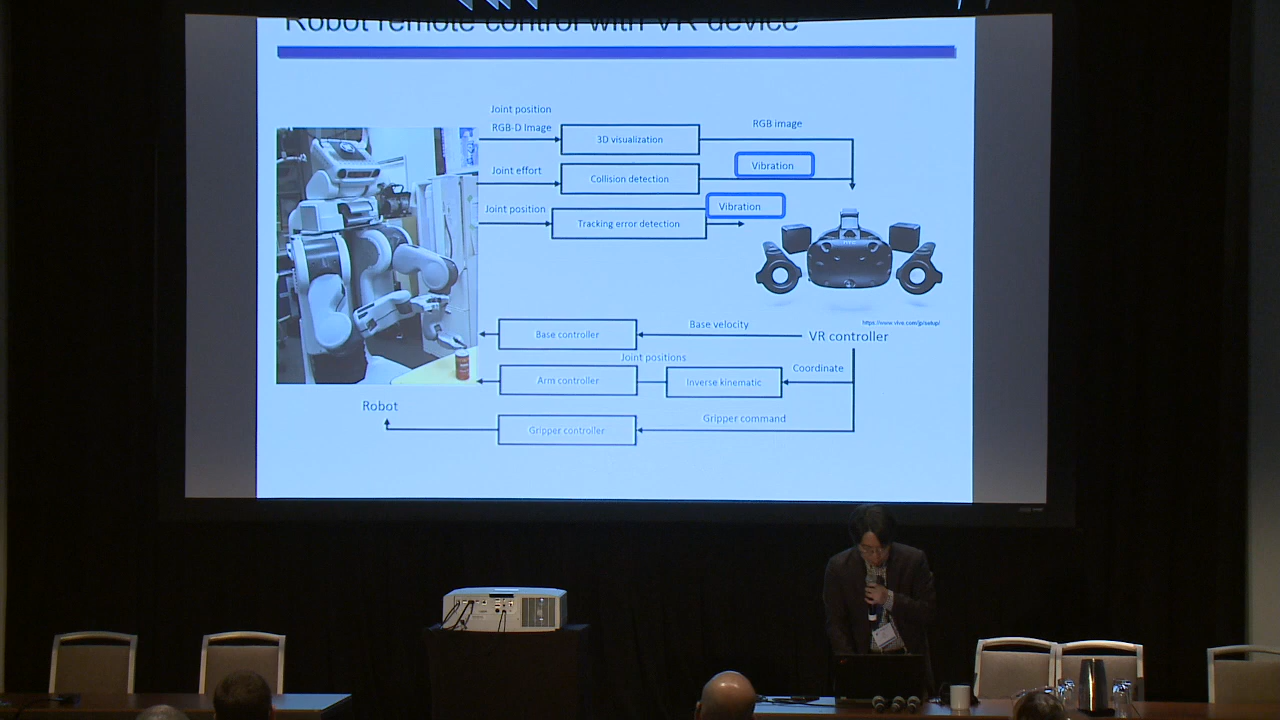 Robot remote control with VR device
Joint position
RGB-D Image
3D visualization
RGB image
Joint effort
Collision detection
Vibration
Joint position
Tracking error detection
Vibration
https://www.vive.com/jp/setup/
Base controller
Base velocity
VR controller
Joint positions
Arm controller
Inverse kinematic
Coordinate
Robot
Gripper controller
Gripper command